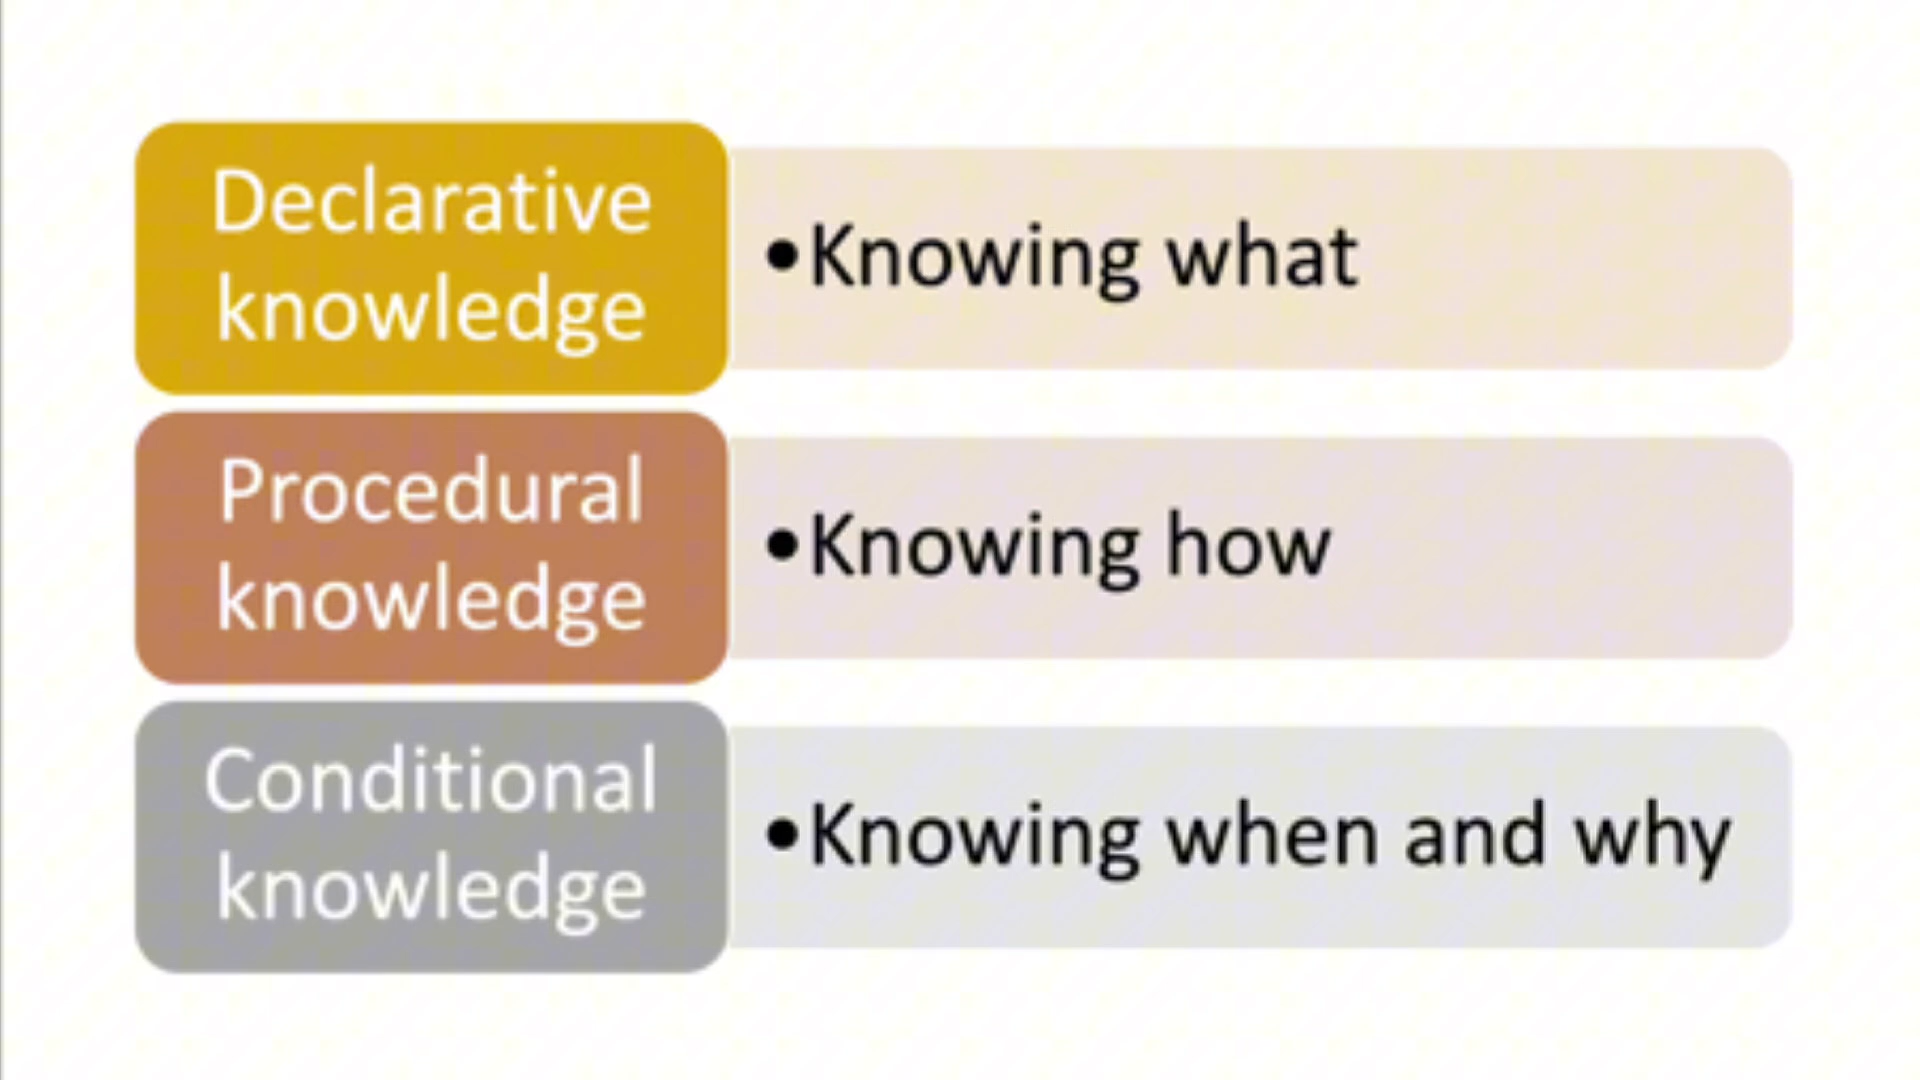 Declarative
knowledge
•Knowing what
Procedural
knowledge
•Knowing how
Conditional
knowledge
•Knowing when and why